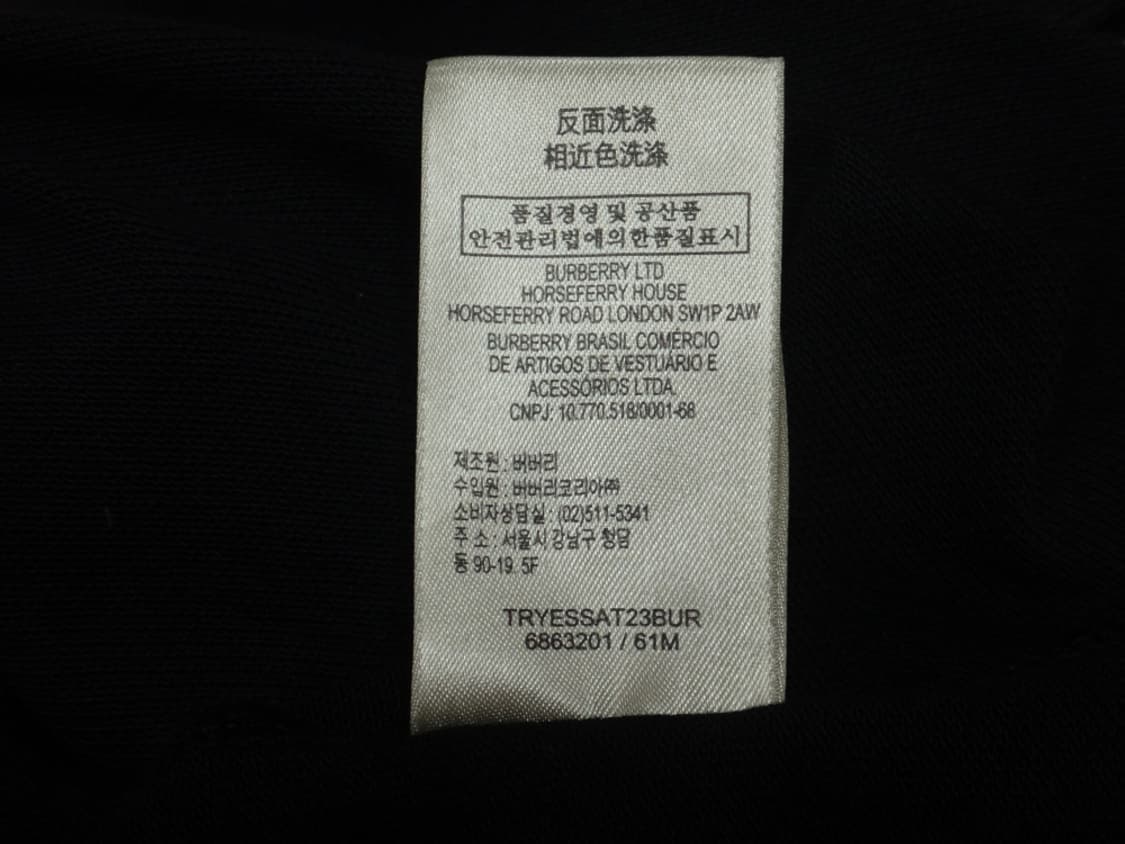 反面洗涤
相近色洗涤
품질경영 및 공산품
안전관리법에의한품질표시
BURBERRY LTD
HORSEFERRY HOUSE
HORSEFERRY ROAD LONDON SW1P 2AW
BURBERRY BRASIL COMÉRCIO
DE ARTIGOS DE VESTUÁRIO E
ACESSÓRIOS LTDA.
CNPJ: 10.770.518/0001-68
제조원 : 버버리
수입원 : 버버리코리아㈜
소비자상담실 : (02)511-5341
주 소 : 서울시 강남구 청담
동 90-19. 5F
TRYESSAT23BUR
6863201 / 61M